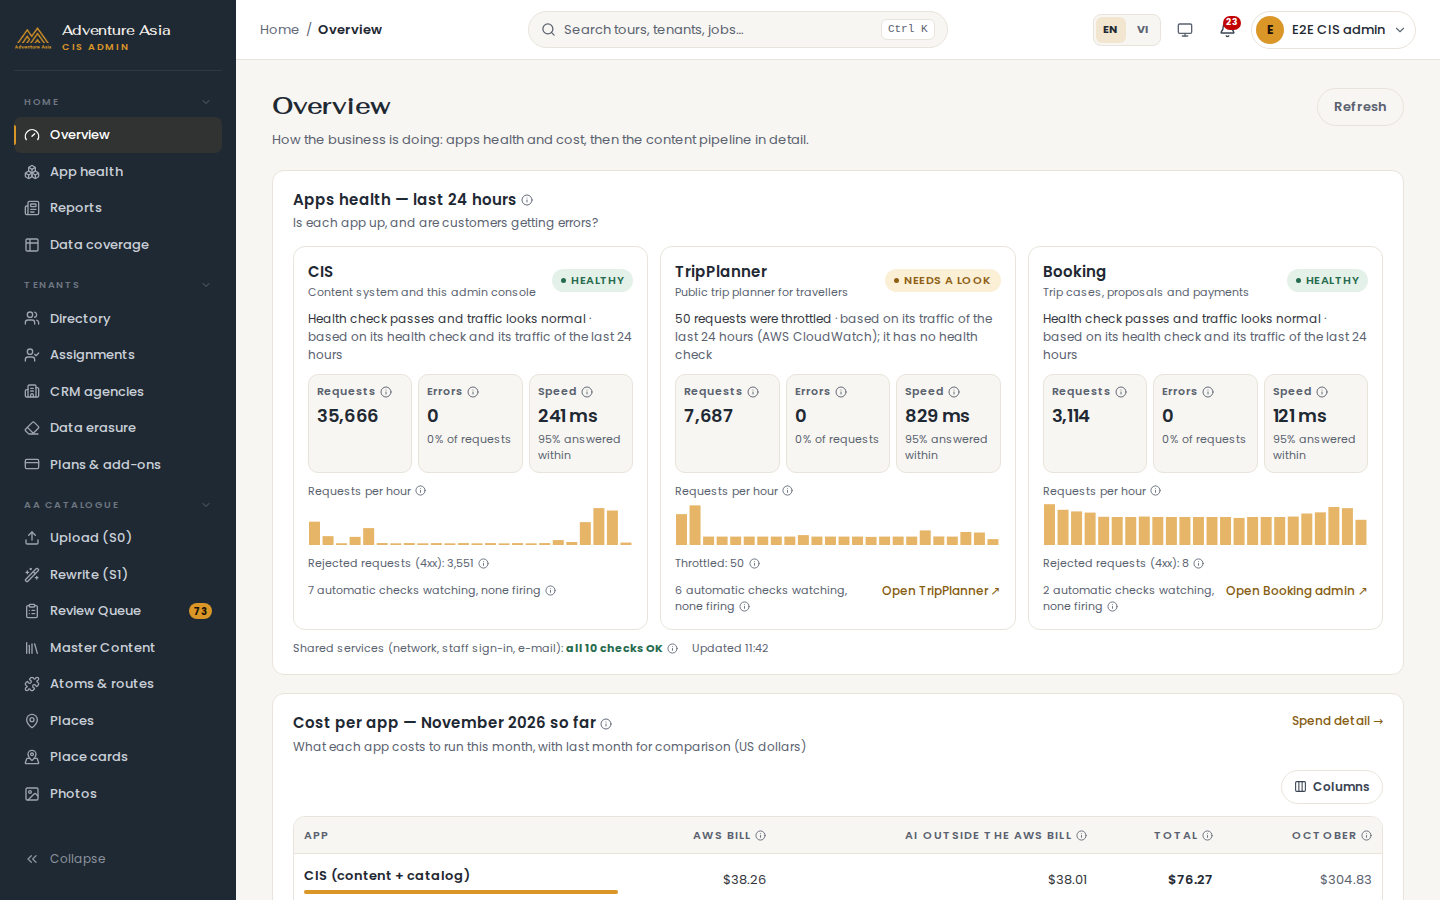 Adventure Asia
CIS ADMIN
Adventure Asia
HOME
Overview
App health
Reports
Data coverage
TENANTS
Directory
Assignments
CRM agencies
Data erasure
Plans & add-ons
AA CATALOGUE
Upload (S0)
Rewrite (S1)
Review Queue 73
Master Content
Atoms & routes
Places
Place cards
Photos
Collapse
Home / Overview
Search tours, tenants, jobs... Ctrl K
EN VI
23
E E2E CIS admin
Overview
Refresh
How the business is doing: apps health and cost, then the content pipeline in detail.
Apps health — last 24 hours
Is each app up, and are customers getting errors?
CIS
HEALTHY
Content system and this admin console
Health check passes and traffic looks normal ·
based on its health check and its traffic of the last 24
hours
Requests
35,666
Errors
0
0% of requests
Speed
241 ms
95% answered
within
Requests per hour
Rejected requests (4xx): 3,551
7 automatic checks watching, none firing
TripPlanner
NEEDS A LOOK
Public trip planner for travellers
50 requests were throttled · based on its traffic of the
last 24 hours (AWS CloudWatch); it has no health
check
Requests
7,687
Errors
0
0% of requests
Speed
829 ms
95% answered
within
Requests per hour
Throttled: 50
6 automatic checks watching,
none firing
Open TripPlanner ↗
Booking
HEALTHY
Trip cases, proposals and payments
Health check passes and traffic looks normal ·
based on its health check and its traffic of the last 24
hours
Requests
3,114
Errors
0
0% of requests
Speed
121 ms
95% answered
within
Requests per hour
Rejected requests (4xx): 8
2 automatic checks watching,
none firing
Open Booking admin ↗
Shared services (network, staff sign-in, e-mail): all 10 checks OK Updated 11:42
Cost per app — November 2026 so far
Spend detail →
What each app costs to run this month, with last month for comparison (US dollars)
Columns
APP AWS BILL AI OUTSIDE THE AWS BILL TOTAL OCTOBER
CIS (content + catalog) $38.26 $38.01 $76.27 $304.83